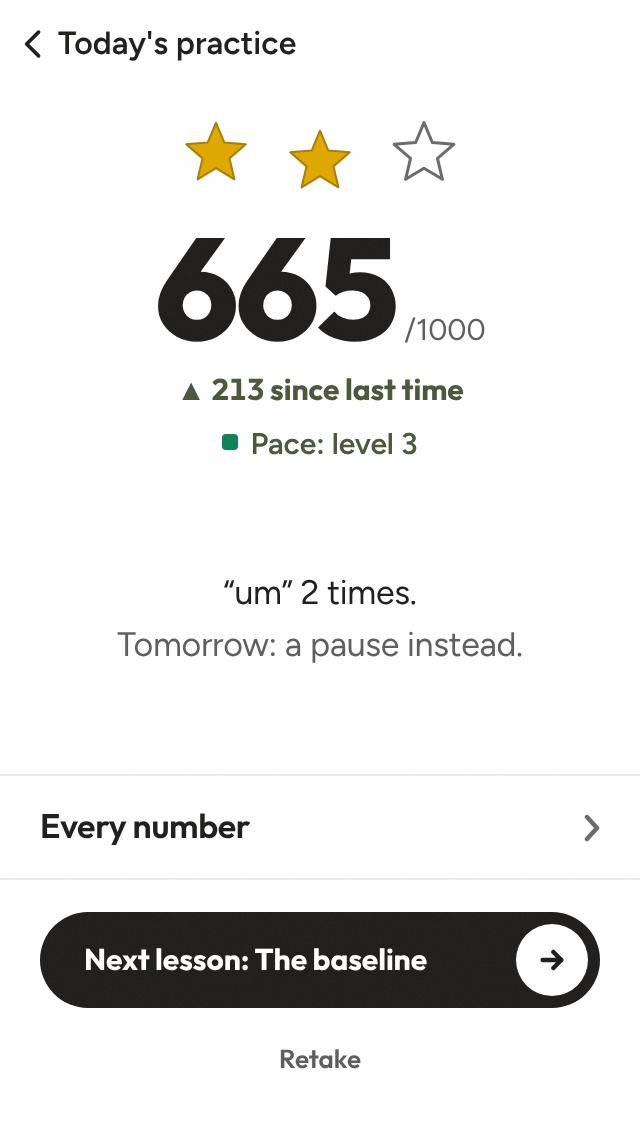 Today's practice
665 /1000
▲ 213 since last time
Pace: level 3
“um” 2 times.
Tomorrow: a pause instead.
Every number
Next lesson: The baseline
Retake